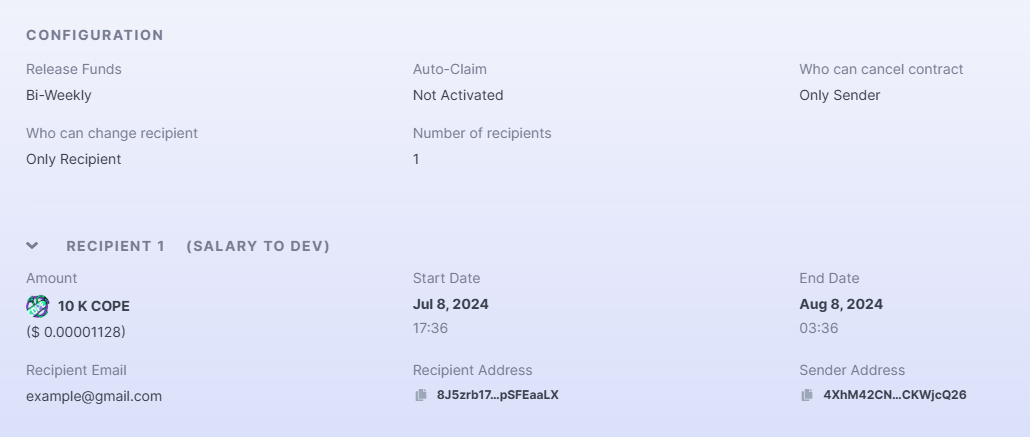 CONFIGURATION
Release Funds
Bi-Weekly
Auto-Claim
Not Activated
Who can cancel contract
Only Sender
Who can change recipient
Only Recipient
Number of recipients
1
RECIPIENT 1 (SALARY TO DEV)
Amount
10 K COPE
($ 0.00001128)
Start Date
Jul 8, 2024
17:36
End Date
Aug 8, 2024
03:36
Recipient Email
example@gmail.com
Recipient Address
8J5zrb17...pSFEaaLX
Sender Address
4XhM42CN...CKWjcQ26